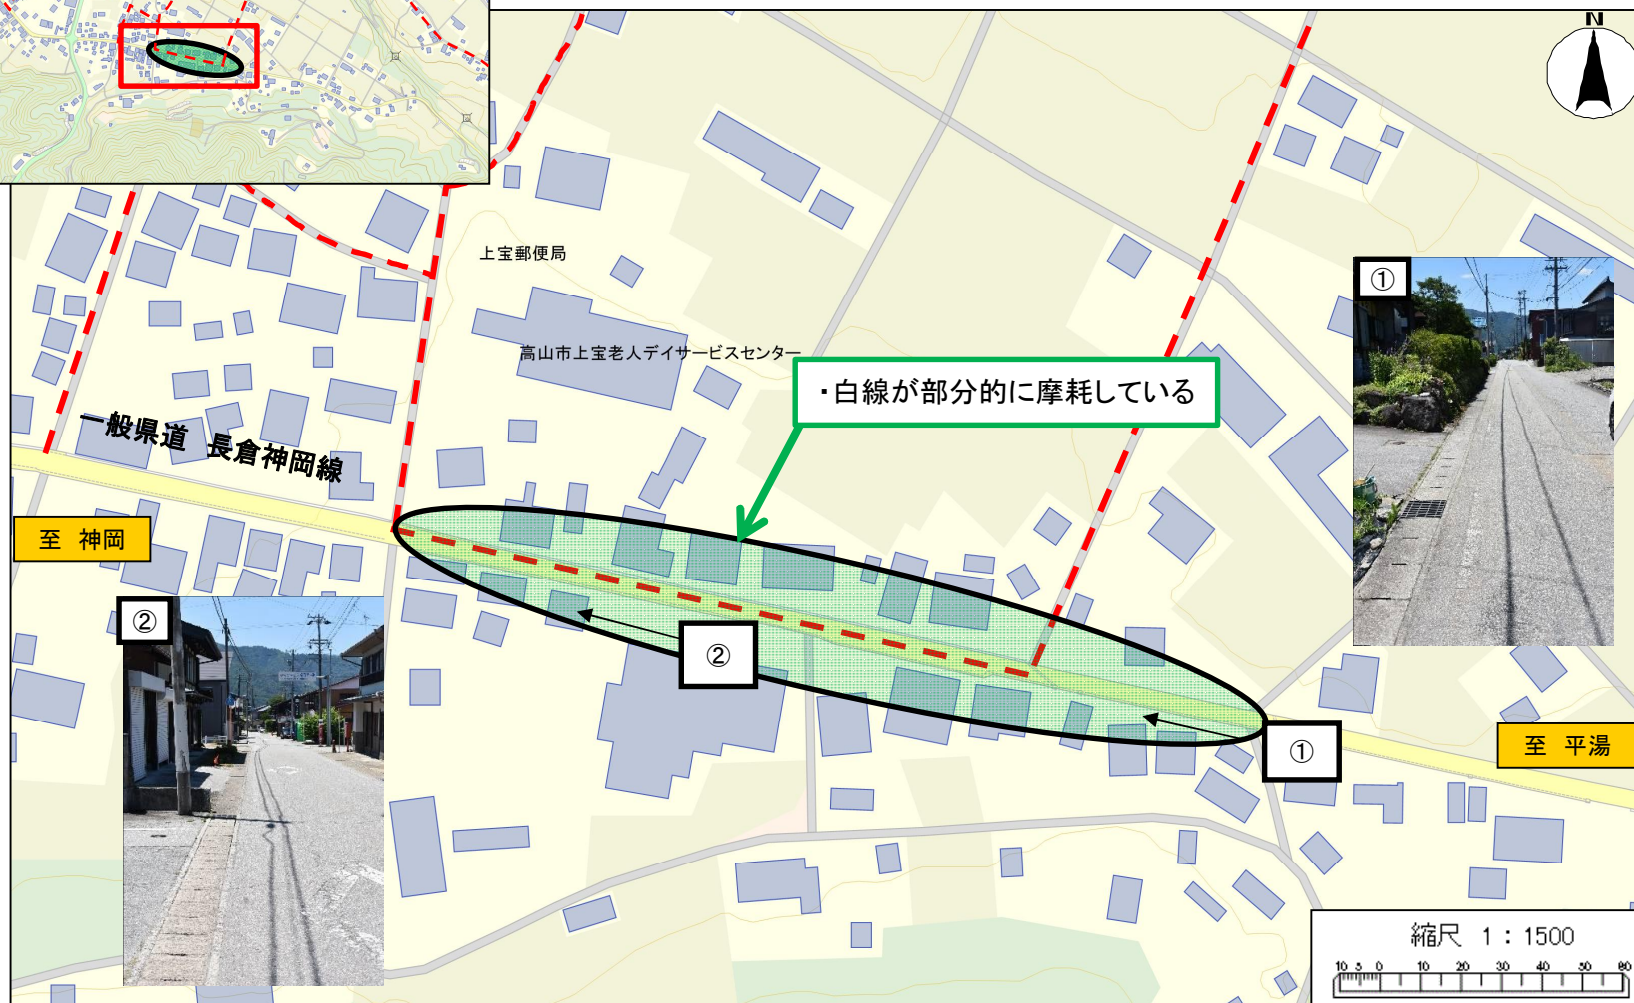 N
上宝郵便局
①
高山市上宝老人デイサービスセンター
・白線が部分的に摩耗している
一般県道 長倉神岡線
至 神岡
②
②
①
至 平湯
縮尺 1：1500
10 5 0 10 20 30 40 50 60